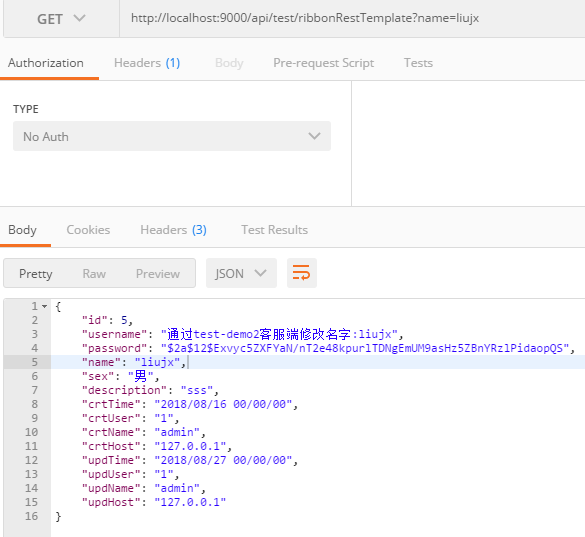 GET http://localhost:9000/api/test/ribbonRestTemplate?name=liujx
Authorization Headers (1) Body Pre-request Script Tests
TYPE
No Auth
Body Cookies Headers (3) Test Results
Pretty Raw Preview JSON
1 {
2 "id": 5,
3 "username": "通过test-demo2客服端修改名字:liujx",
4 "password": "$2a$12$Exvyc5ZXFYaN/nT2e48kpurlTDNgEmUM9asHz5ZBnYRzlPidaopQS",
5 "name": "liujx",
6 "sex": "男",
7 "description": "sss",
8 "crtTime": "2018/08/16 00/00/00",
9 "crtUser": "1",
10 "crtName": "admin",
11 "crtHost": "127.0.0.1",
12 "updTime": "2018/08/27 00/00/00",
13 "updUser": "1",
14 "updName": "admin",
15 "updHost": "127.0.0.1"
16 }